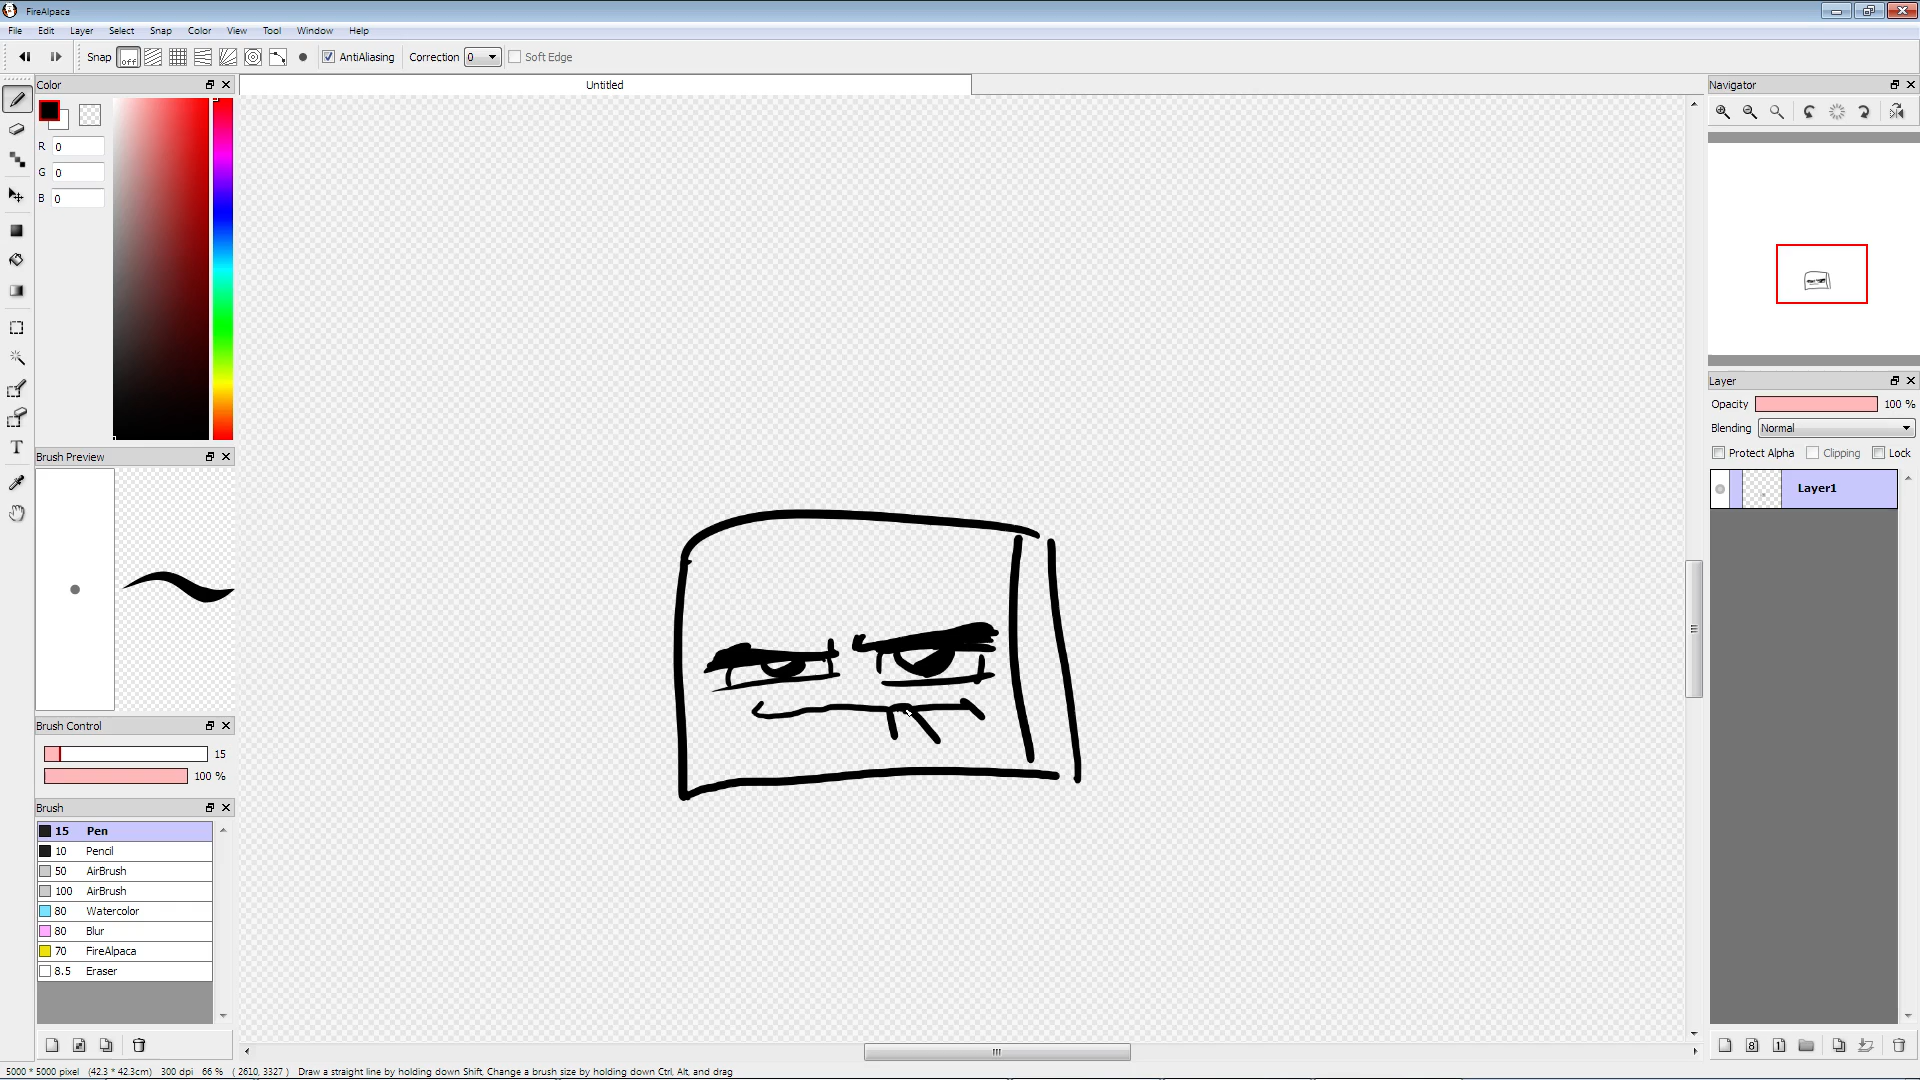 FireAlpaca
File Edit Layer Select Snap Color View Tool Window Help
Snap off AntiAliasing Correction 0 Soft Edge
Color
Untitled
Navigator
R 0
G 0
B 0
Layer
Opacity 100 %
Blending Normal
Protect Alpha Clipping Lock
Layer1
Brush Preview
Brush Control
15
100 %
Brush
15 Pen
10 Pencil
50 AirBrush
100 AirBrush
80 Watercolor
80 Blur
70 FireAlpaca
8.5 Eraser
8 1
5000 * 5000 pixel (42.3 * 42.3cm) 300 dpi 66 % ( 2610, 3327 ) Draw a straight line by holding down Shift, Change a brush size by holding down Ctrl, Alt, and drag